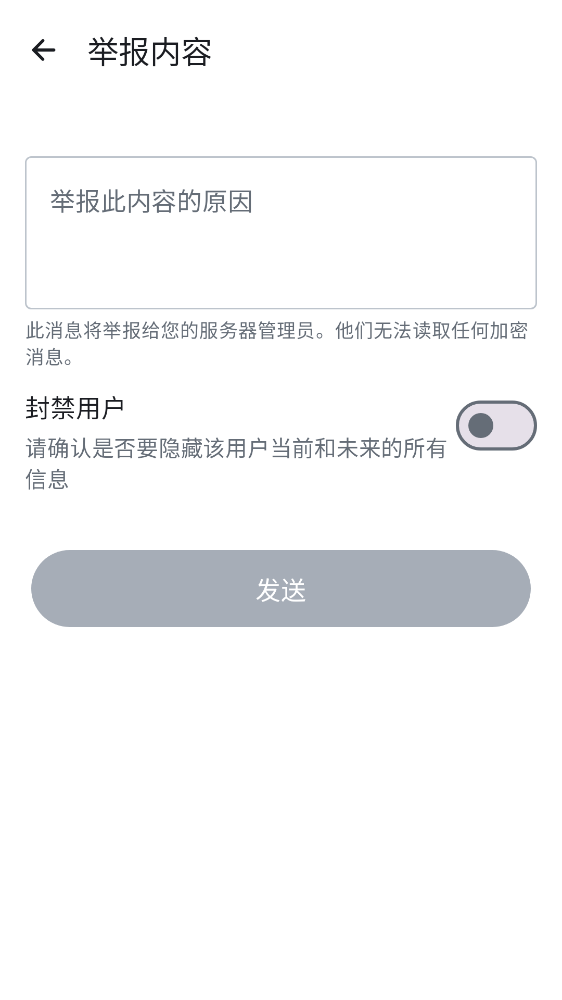 举报内容
举报此内容的原因
此消息将举报给您的服务器管理员。他们无法读取任何加密
消息。
封禁用户
请确认是否要隐藏该用户当前和未来的所有
信息
发送